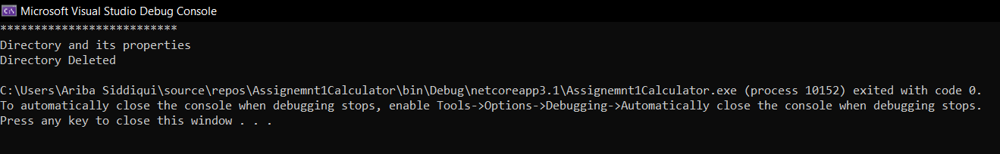 Microsoft Visual Studio Debug Console
**************************
Directory and its properties
Directory Deleted
C:\Users\Ariba Siddiqui\source\repos\Assignemnt1Calculator\bin\Debug\netcoreapp3.1\Assignemnt1Calculator.exe (process 10152) exited with code 0.
To automatically close the console when debugging stops, enable Tools->Options->Debugging->Automatically close the console when debugging stops.
Press any key to close this window . . .